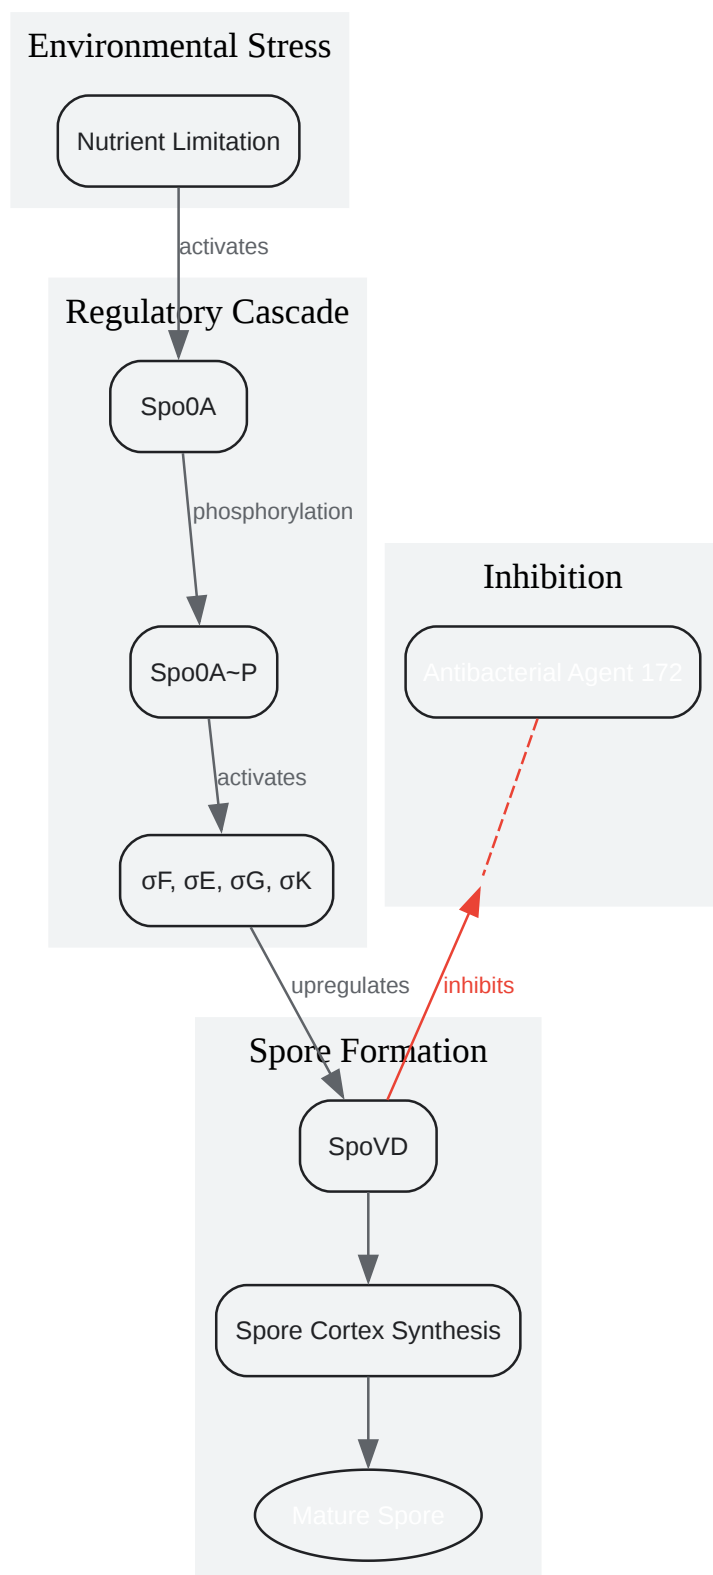 Environmental Stress
Nutrient Limitation
activates
Regulatory Cascade
Spo0A
phosphorylation
Inhibition
Spo0A~P
Antibacterial Agent 172
activates
σF, σE, σG, σK
upregulates
inhibits
Spore Formation
SpoVD
Spore Cortex Synthesis
Mature Spore